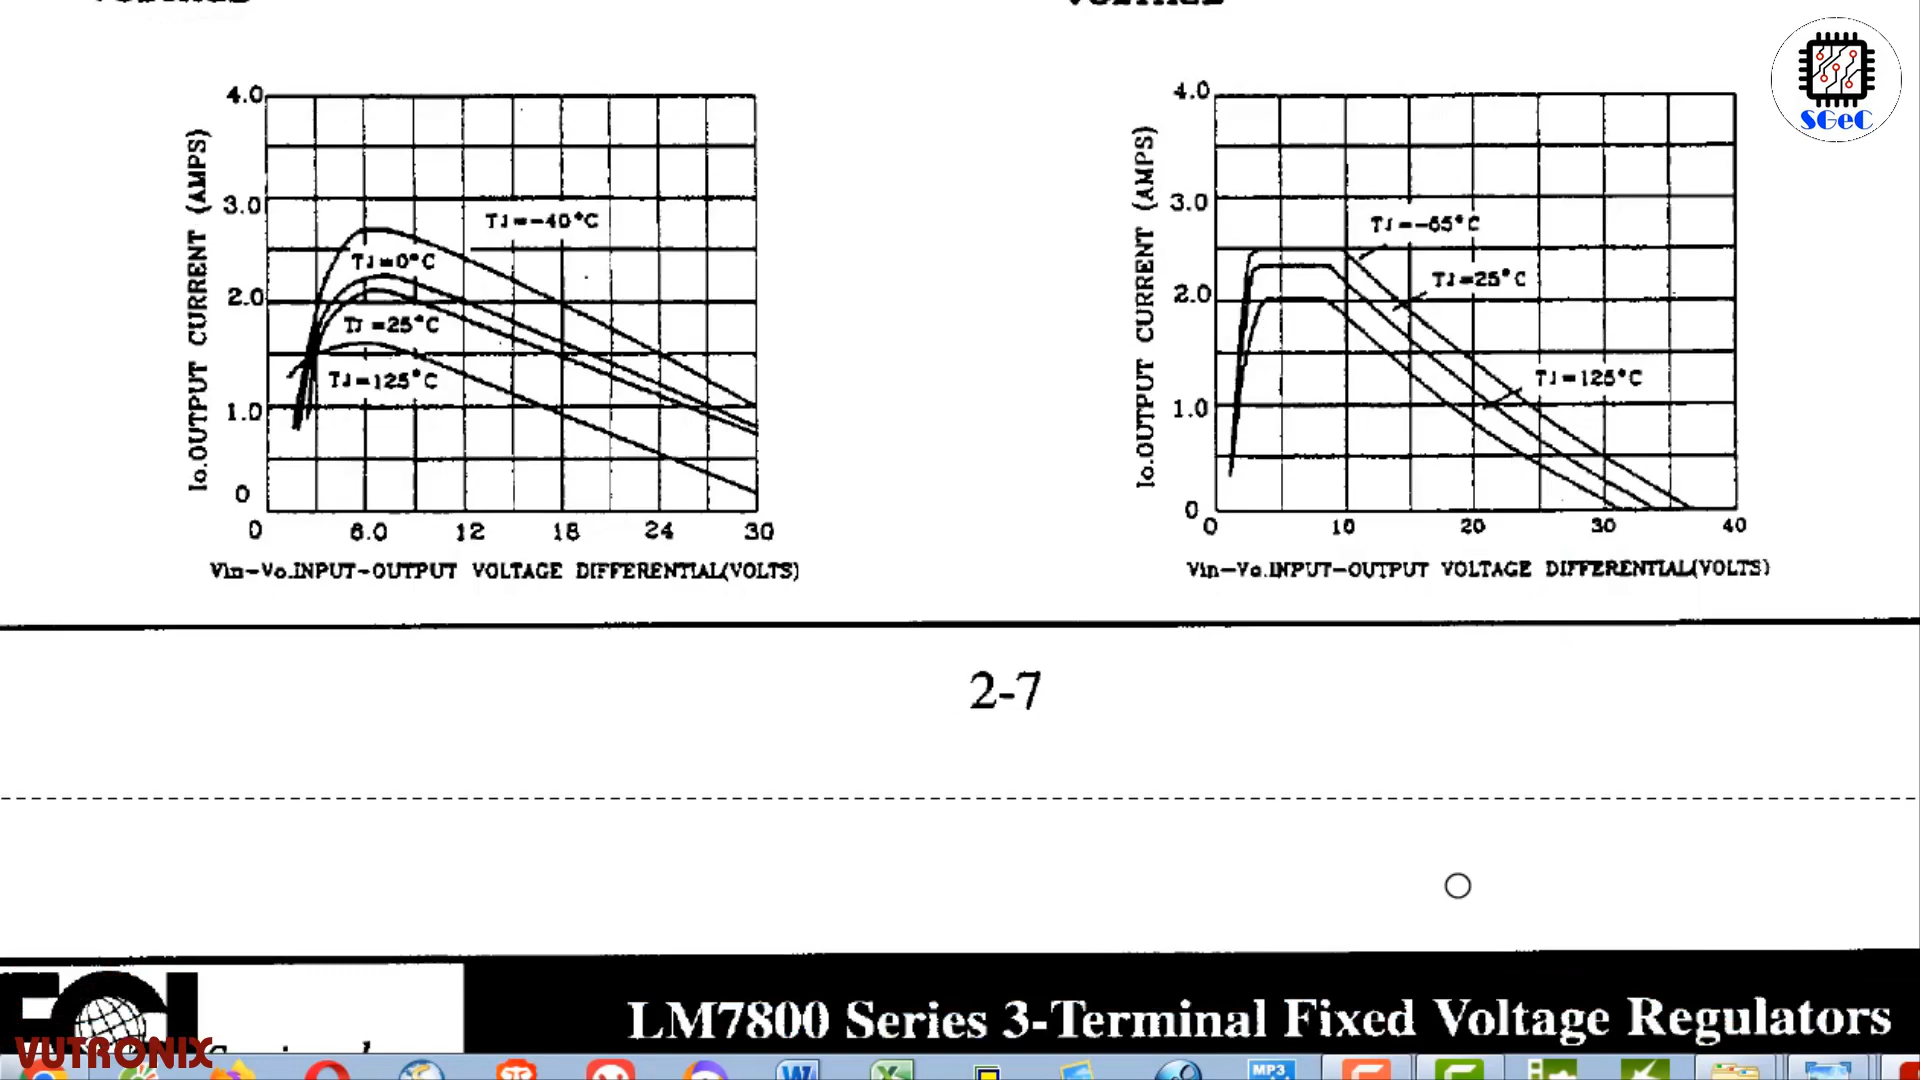 4.0
3.0
2.0
1.0
0
Io.OUTPUT CURRENT (AMPS)
TJ=-40°C
TJ=0°C
TJ=25°C
TJ=125°C
0 6.0 12 18 24 30
Vin-Vo.INPUT-OUTPUT VOLTAGE DIFFERENTIAL(VOLTS)
4.0
3.0
2.0
1.0
0
Io.OUTPUT CURRENT (AMPS)
TJ=-55°C
TJ=25°C
TJ=125°C
0 10 20 30 40
Vin-Vo.INPUT-OUTPUT VOLTAGE DIFFERENTIAL(VOLTS)
SGeC
2-7
LM7800 Series 3-Terminal Fixed Voltage Regulators
VUTRONIX
MP3